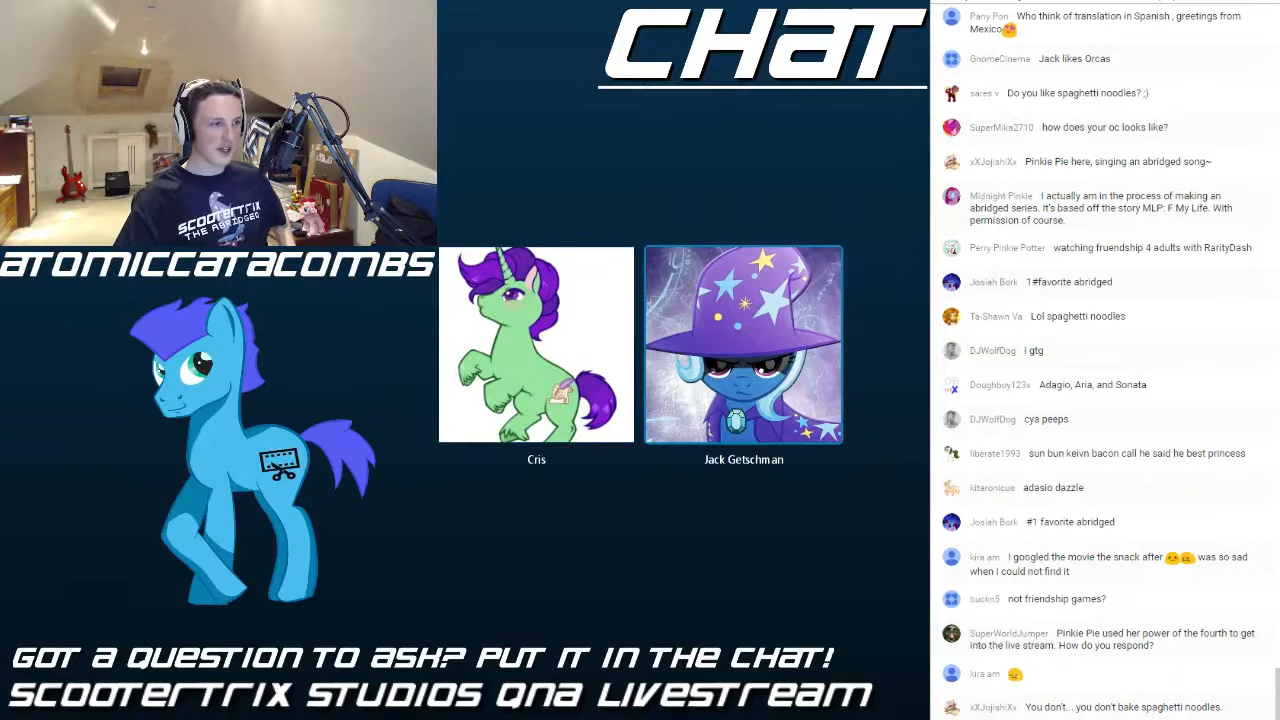 CHAT
SCOOTERTRIX
THE ABRIDGED
ATOMICCATACOMBS
Cris
Jack Getschman
GOT A QUESTION TO ASK? PUT IT IN THE CHAT!
SCOOTERTRIX STUDIOS QNA LIVESTREAM
Pany Pon Who think of translation in Spanish , greetings from
Mexico😍
GnomeCinema Jack likes Orcas
sares v Do you like spaghetti noodles? ;)
SuperMika2710 how does your oc looks like?
xXJojishiXx Pinkie Pie here, singing an abridged song~
Midnight Pinkie I actually am in the process of making an
abridged series. It's based off the story MLP: F My Life. With
permission of course.
Perry Pinkie Potter watching fruendship 4 adults with RarityDash
Josiah Bork 1#favorite abridged
Ta-Shawn Va Lol spaghetti noodles
DJWolfDog i gtg
Doughboy123x Adagio, Aria, and Sonata
DJWolfDog cya peeps
liberate1993 sun bun keivn bacon call he said he best princess
kitaronicus adasio dazzle
Josiah Bork #1 favorite abridged
kira am I googled the movie the snack after was so sad
when I could not find it
buckn5 not friendship games?
SuperWorldJumper Pinkie Pie used her power of the fourth to get
into the live stream. How do you respond?
kira am
xXJojishiXx You don't... you don't bake spaghetti noodles.